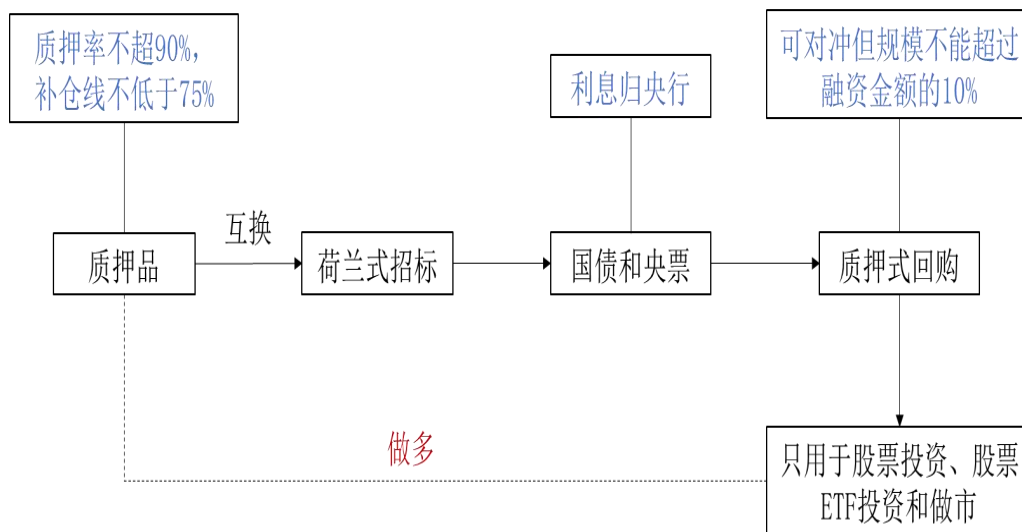 质押率不超90%，
补仓线不低于75%
利息归央行
可对冲但规模不能超过
融资金额的10%
质押品
互换
荷兰式招标
国债和央票
质押式回购
做多
只用于股票投资、股票
ETF投资和做市